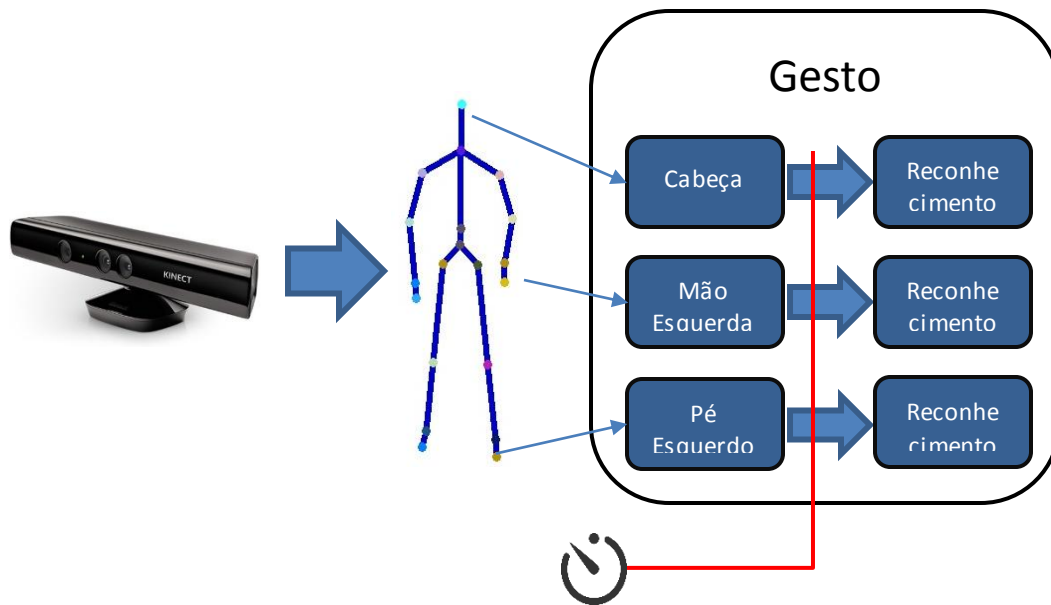 Gesto
Cabeça
Reconhe
cimento
KINECT
Mão
Esquerda
Reconhe
cimento
Pé
Esquerdo
Reconhe
cimento